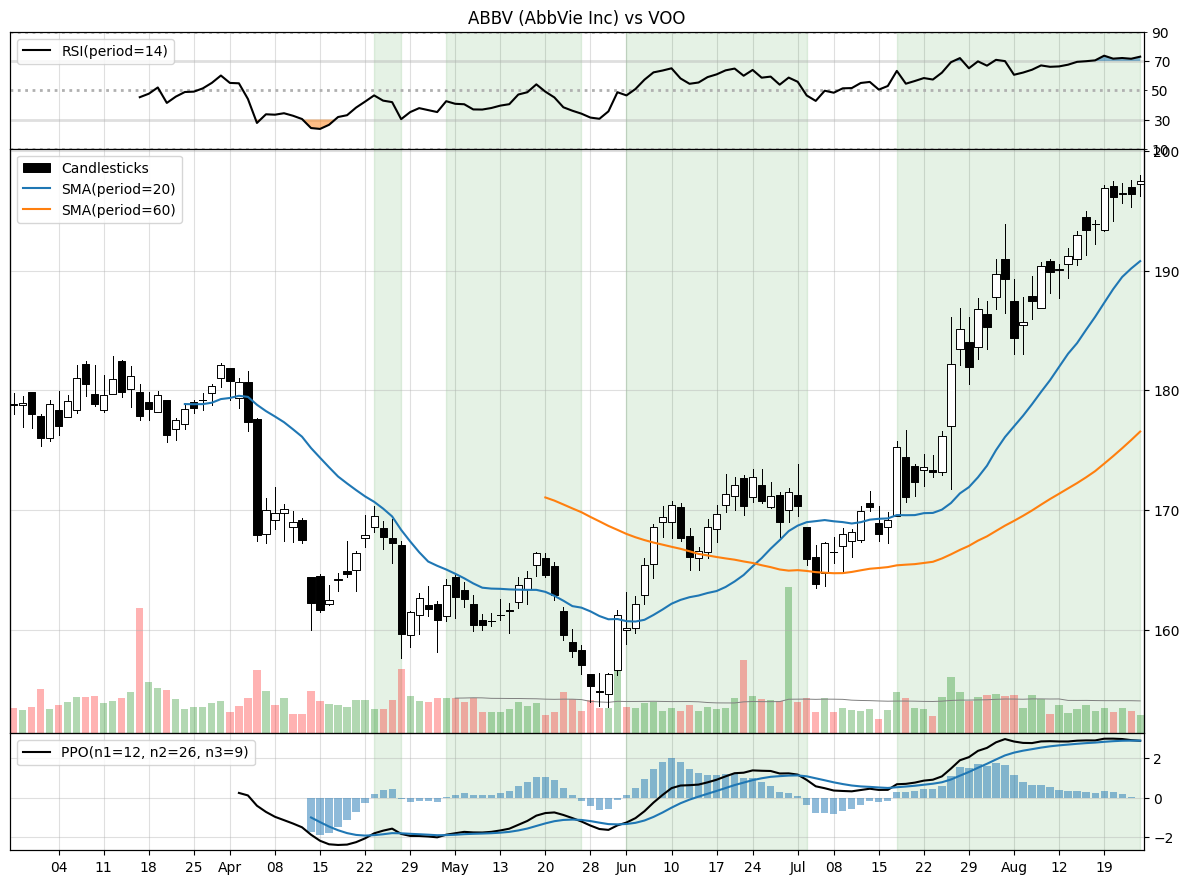 ABBV (AbbVie Inc) vs VOO
RSI(period=14)
90
70
50
30
10
Candlesticks
SMA(period=20)
SMA(period=60)
200
190
180
170
160
PPO(n1=12, n2=26, n3=9)
2
0
−2
04 11 18 25 Apr 08 15 22 29 May 13 20 28 Jun 10 17 24 Jul 08 15 22 29 Aug 12 19